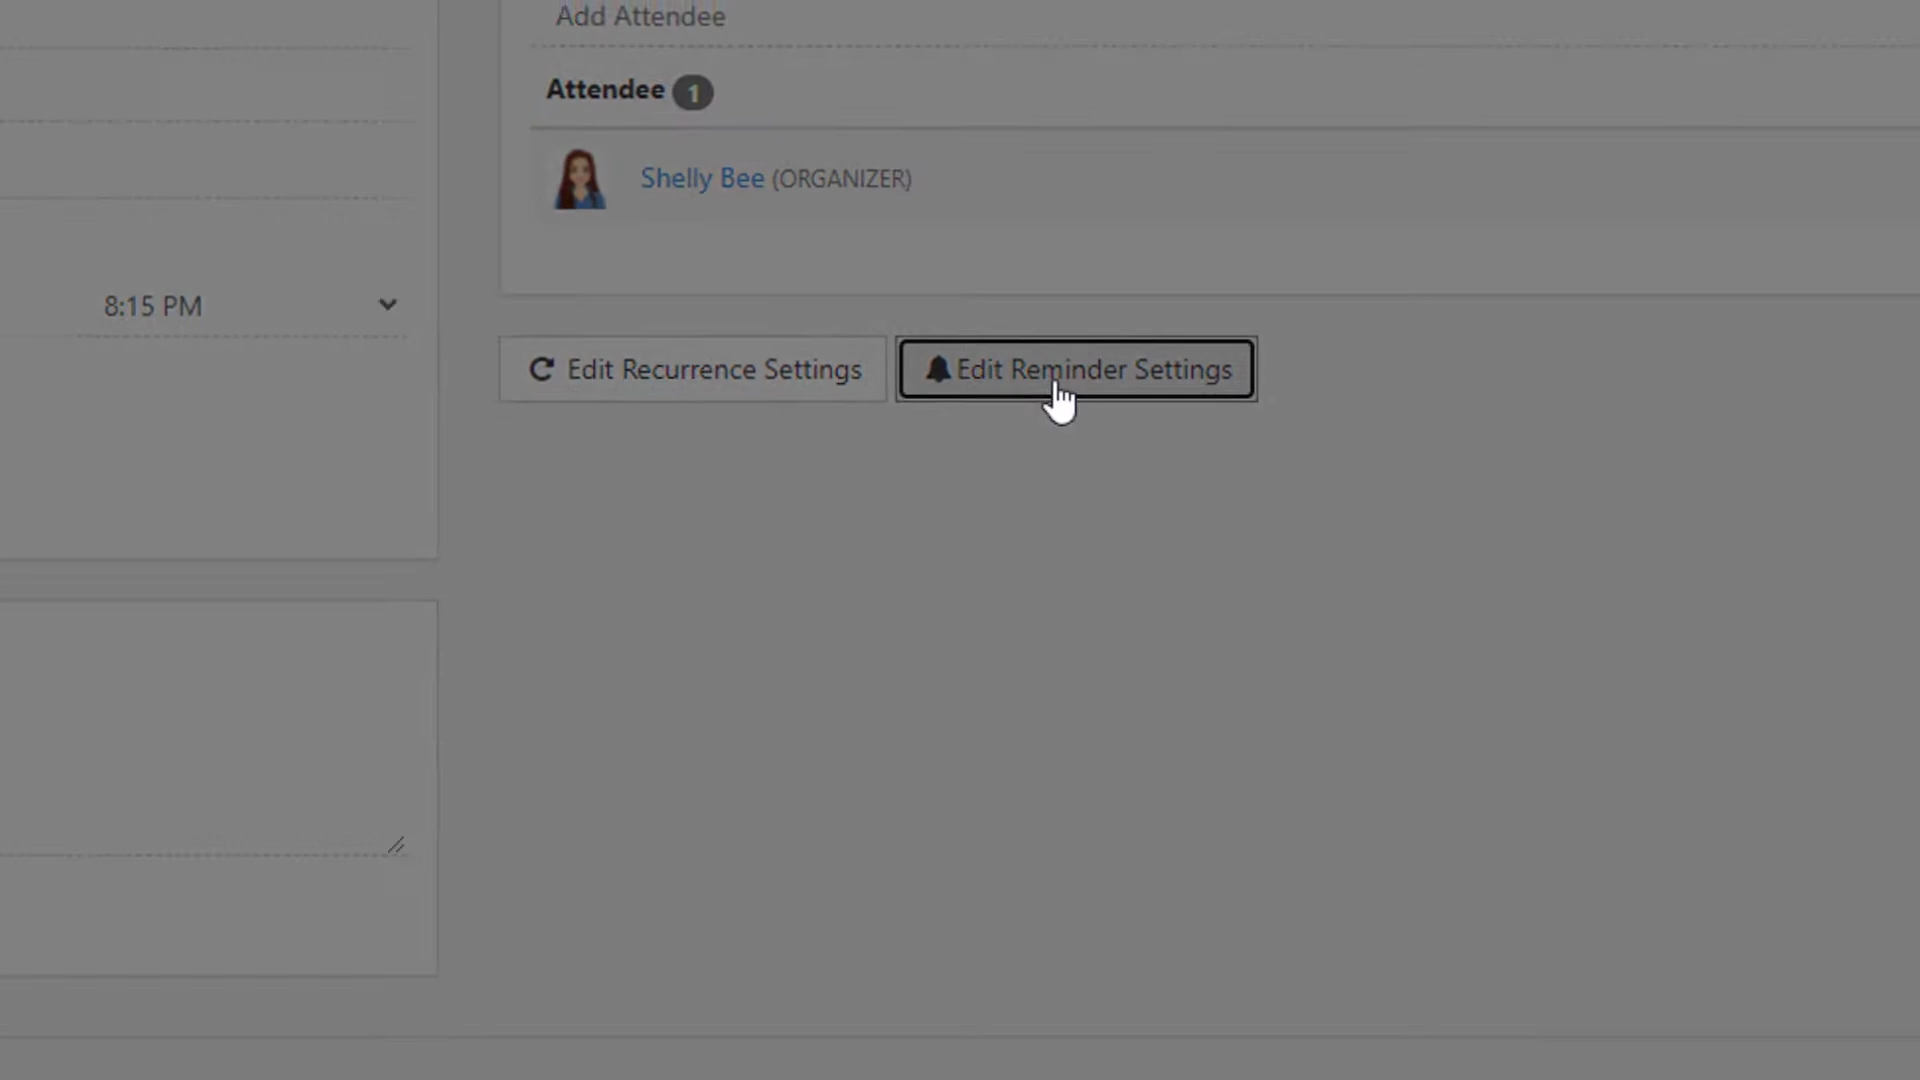 Add Attendee
Attendee 1
Shelly Bee (ORGANIZER)
8:15 PM
Edit Recurrence Settings
Edit Reminder Settings